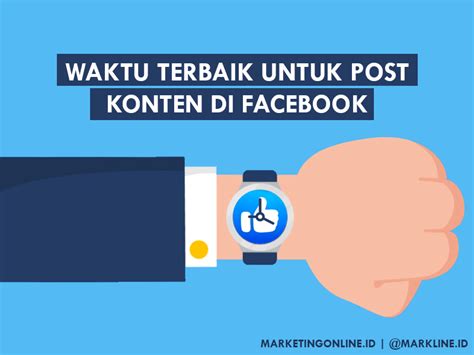 WAKTU TERBAIK UNTUK POST
KONTEN DI FACEBOOK
MARKETINGONLINE.ID | @MARKLINE.ID